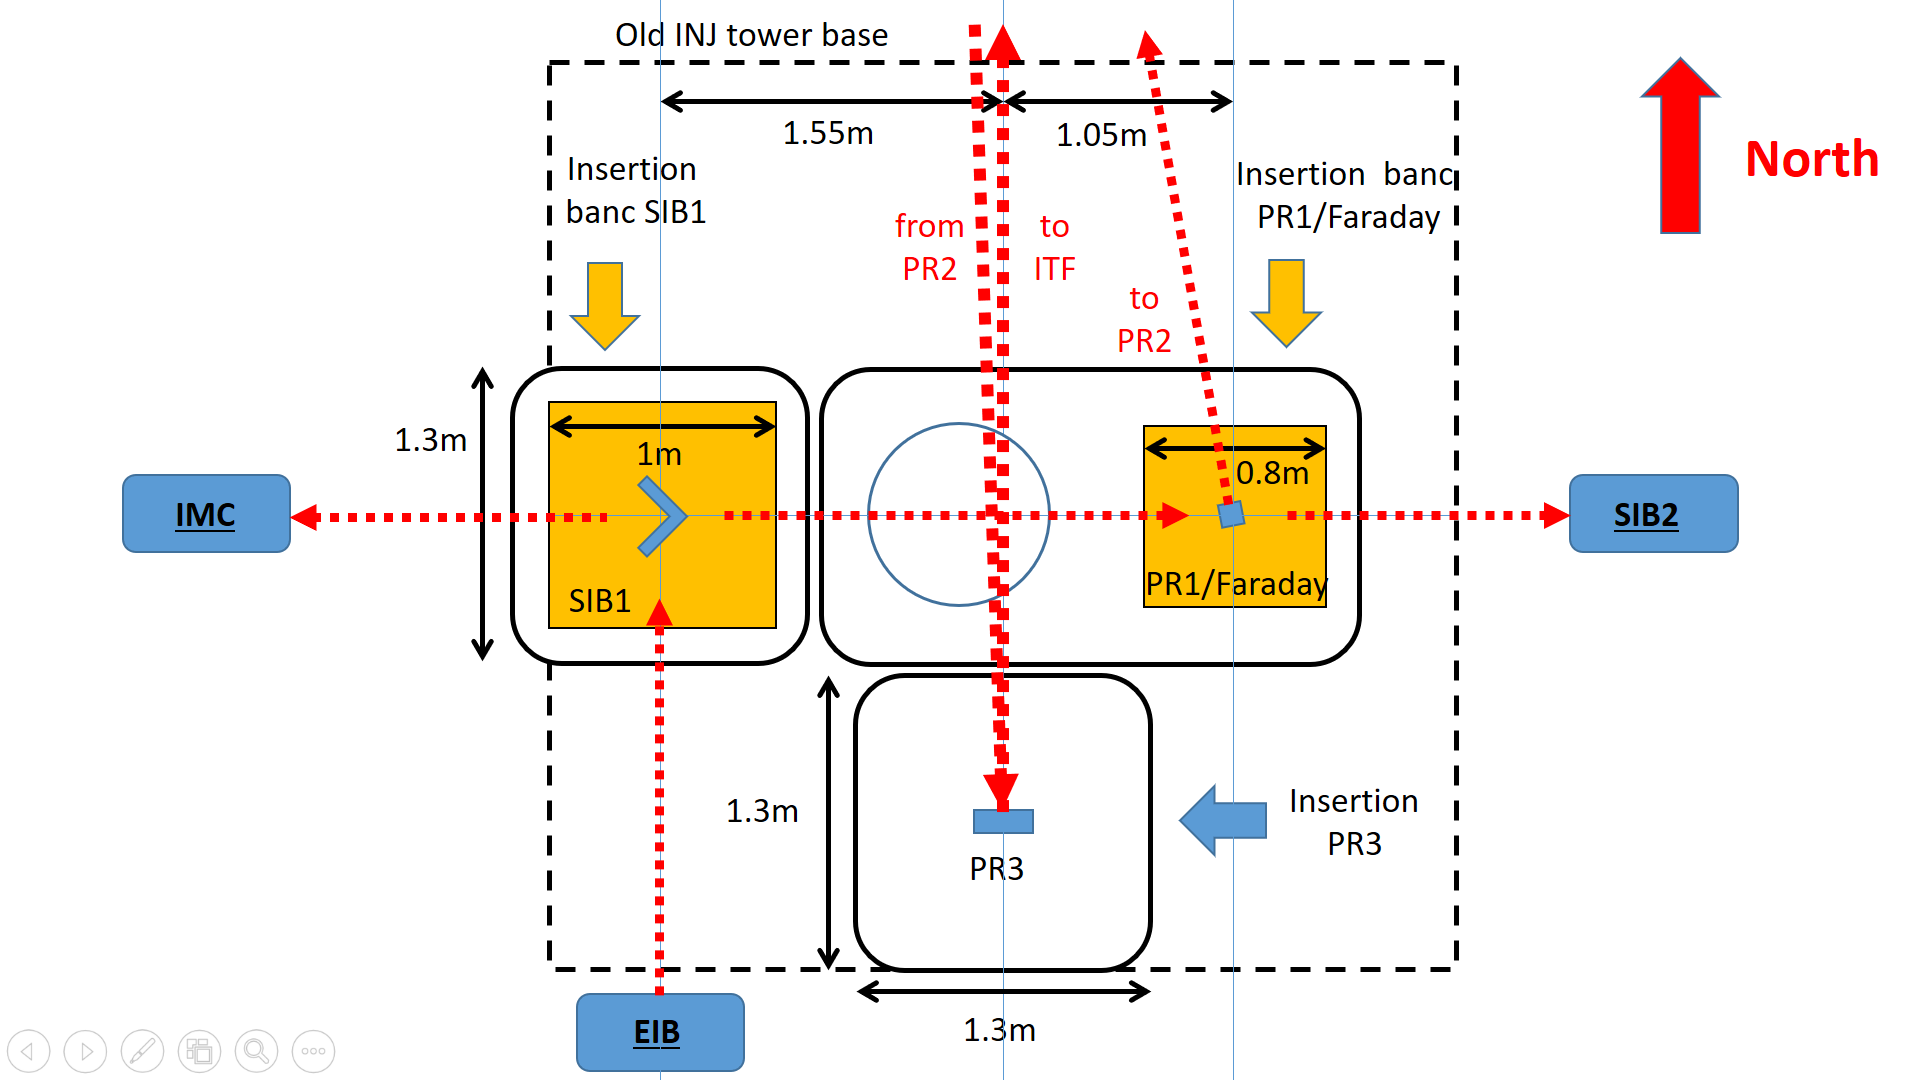 Old INJ tower base
1.55m
1.05m
North
Insertion
banc SIB1
Insertion banc
PR1/Faraday
from
PR2
to
ITF
to
PR2
1.3m
1m
0.8m
IMC
SIB2
SIB1
PR1/Faraday
1.3m
Insertion
PR3
PR3
EIB
1.3m